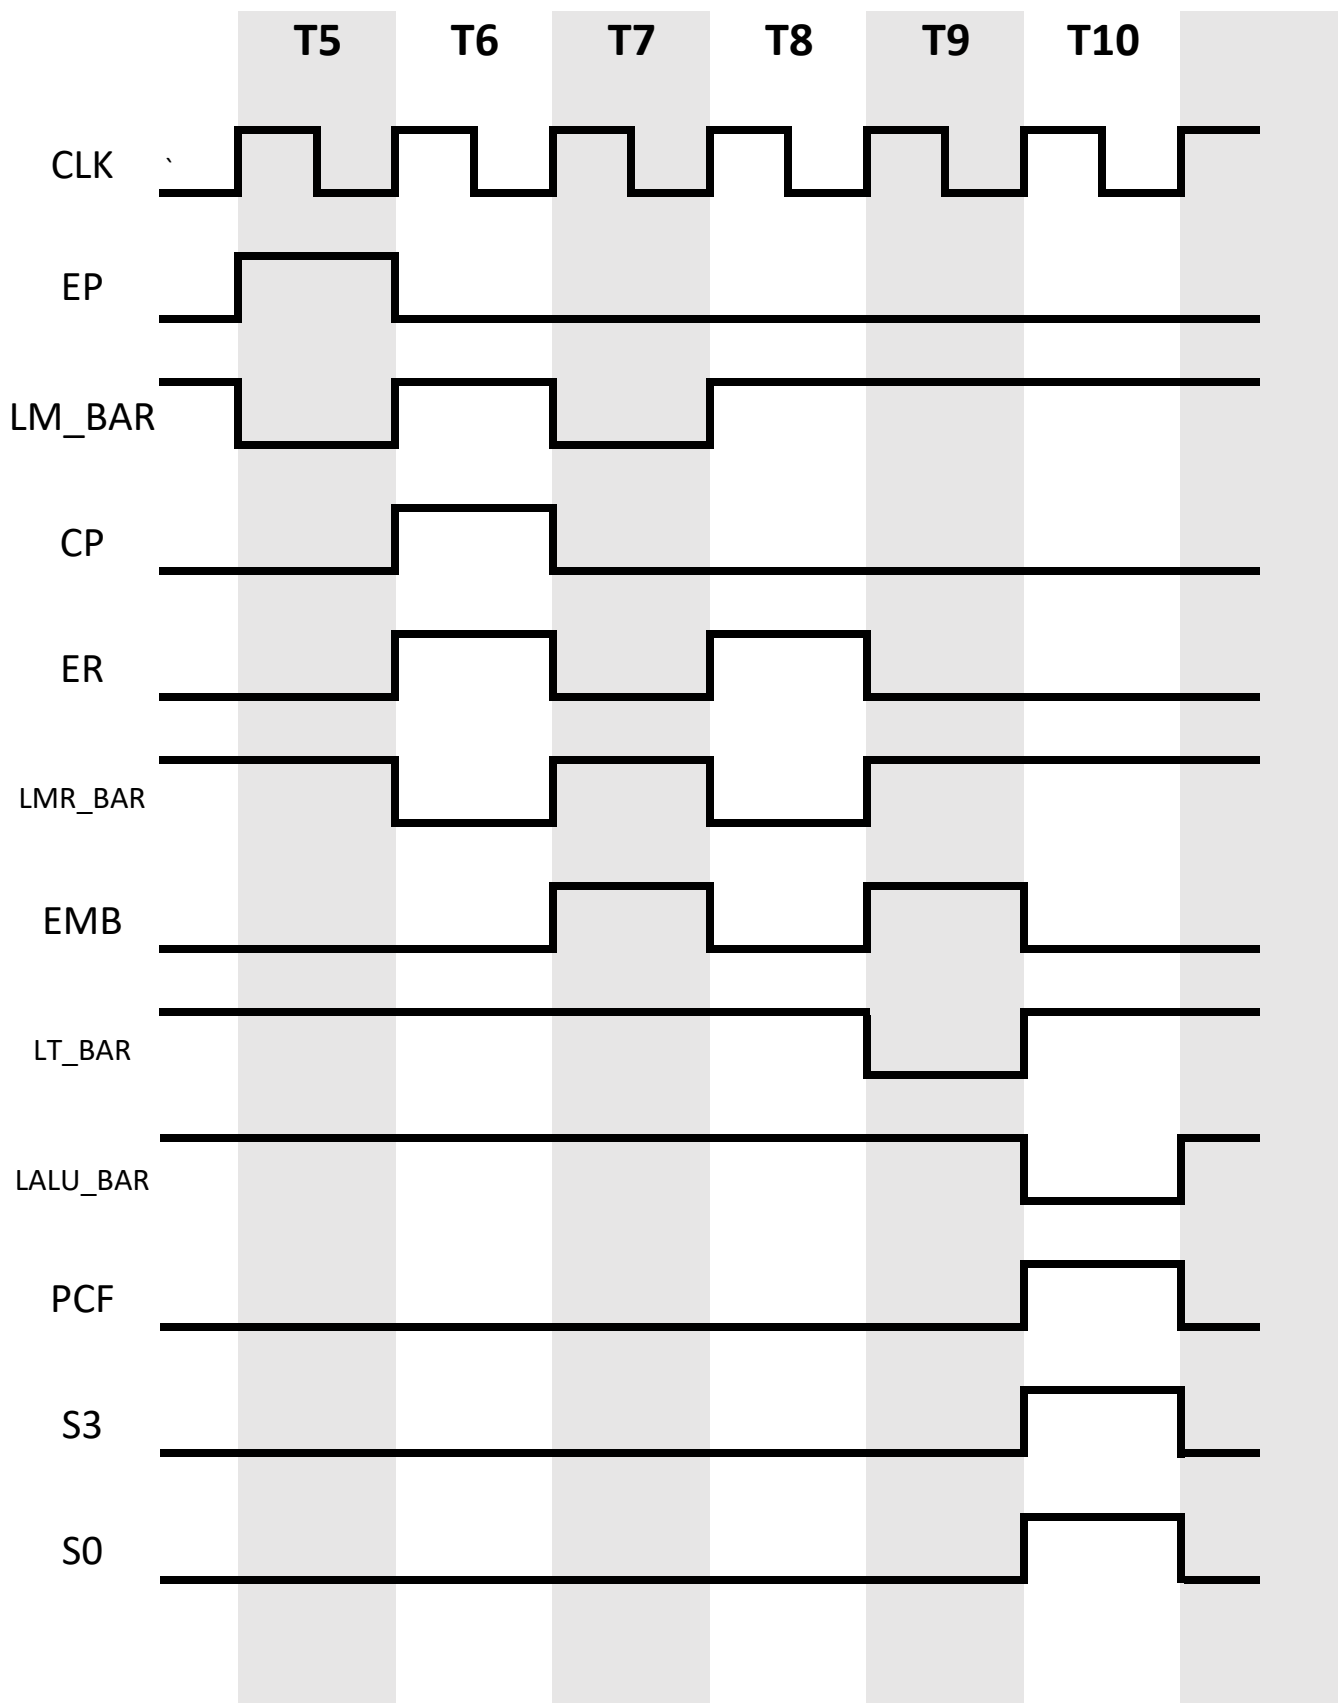 T5 T6 T7 T8 T9 T10
CLK `
EP
LM_BAR
CP
ER
LMR_BAR
EMB
LT_BAR
LALU_BAR
PCF
S3
S0